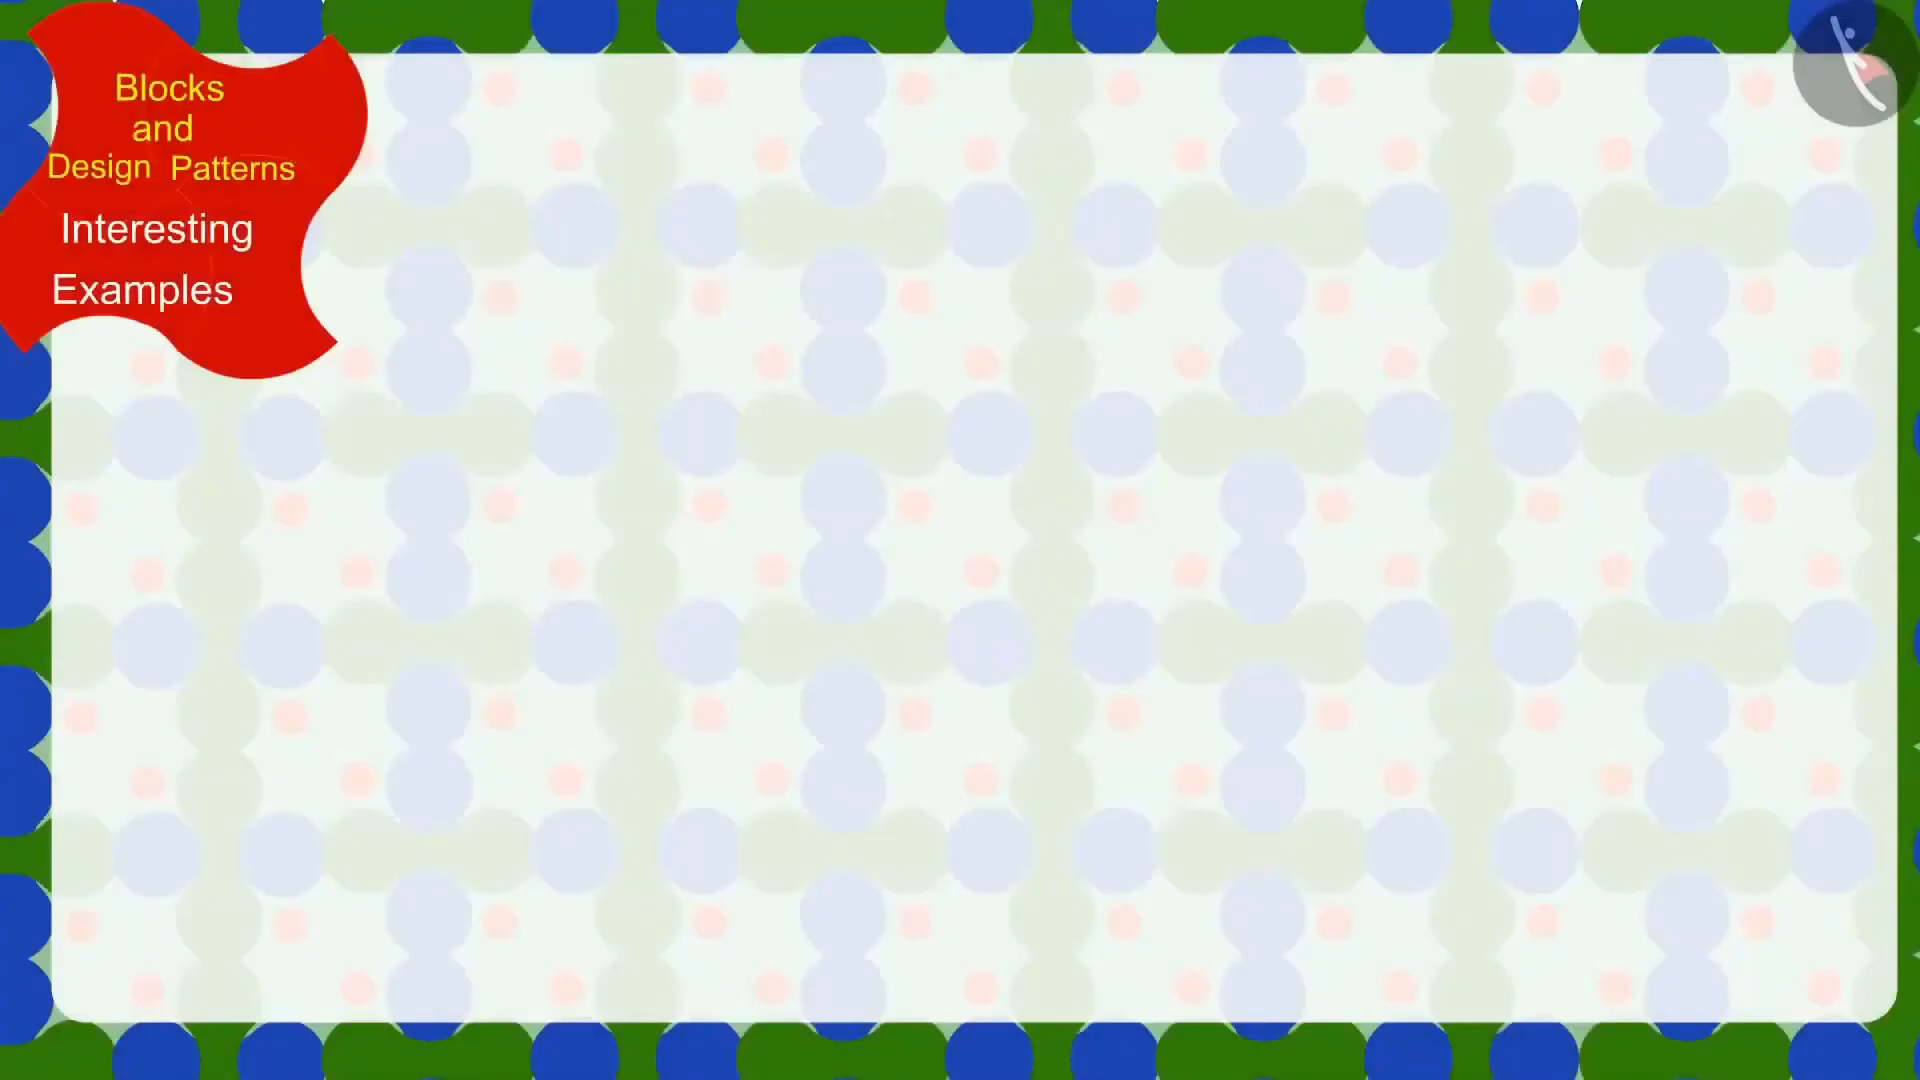 Blocks
and
Design Patterns
Interesting
Examples